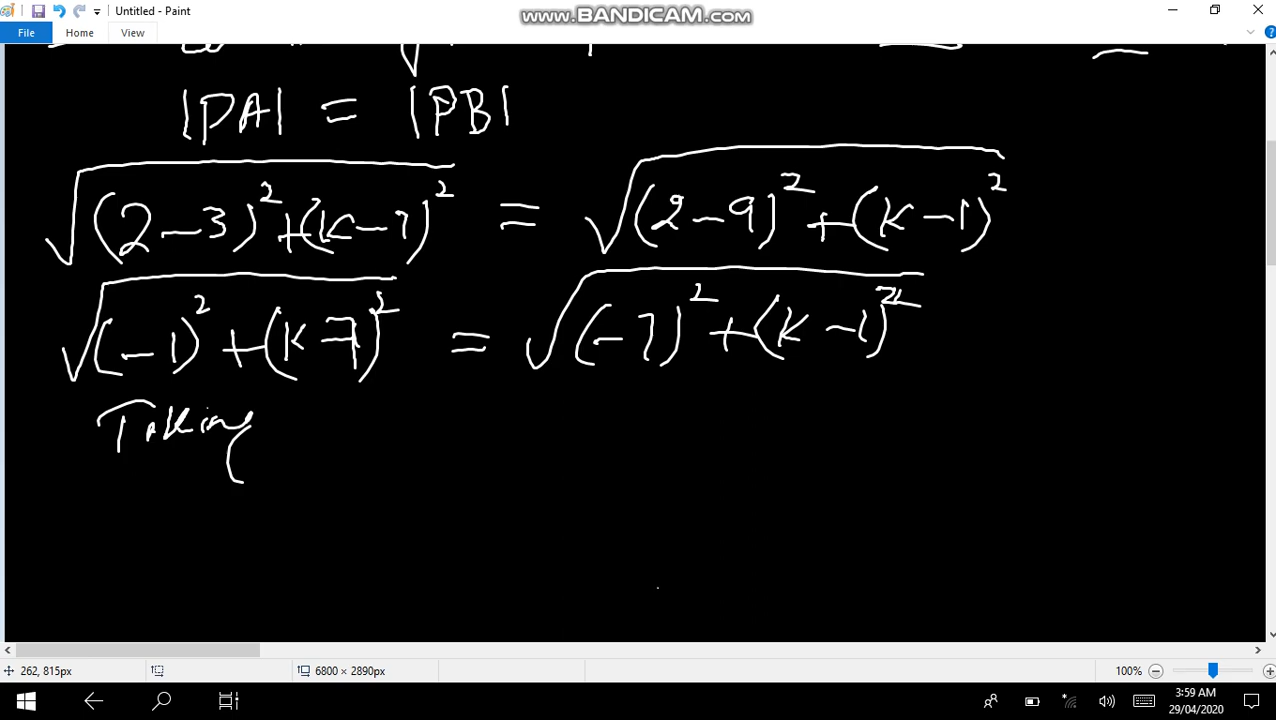 Untitled - Paint
www.BANDICAM.com
File Home View
|PA| = |PB|
√(2-3)²+(K-7)² = √(2-9)²+(K-1)²
√(-1)²+(K-7)² = √(-7)²+(K-1)²
Taking
262, 815px 6800 × 2890px 100%
3:59 AM
29/04/2020